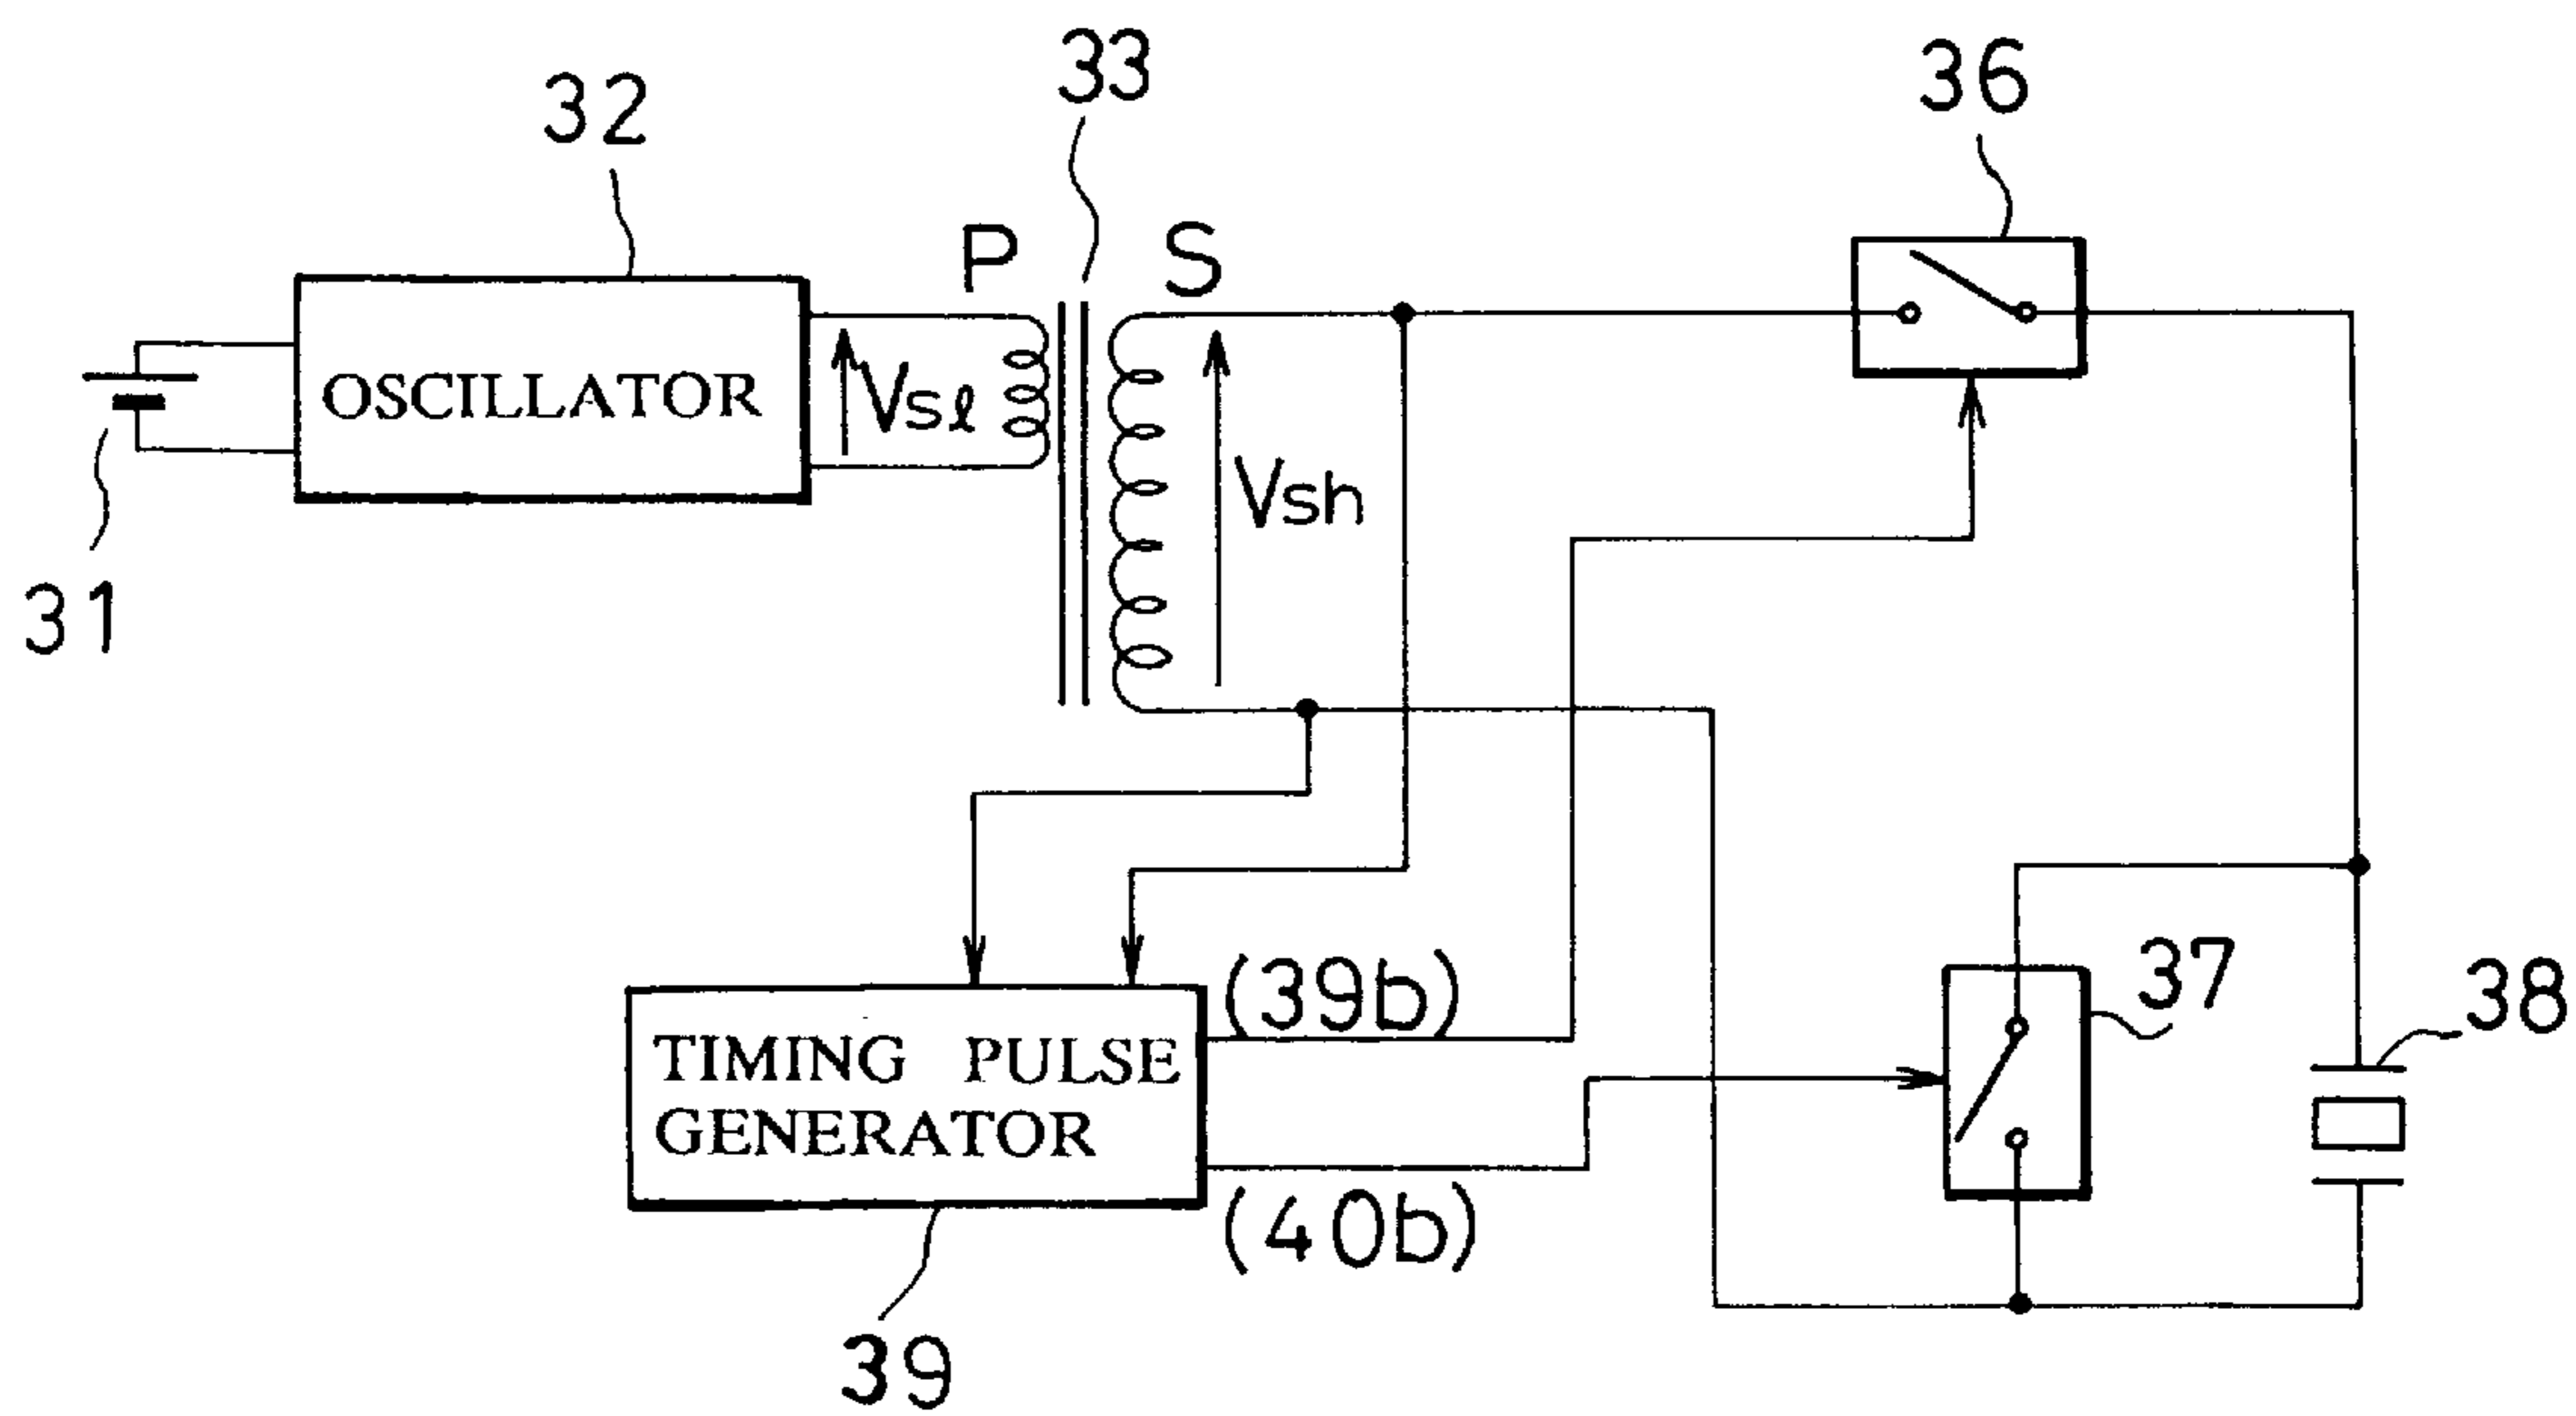 33
36
32
P
S
OSCILLATOR
Vsℓ
Vsh
31
(39b)
37
38
TIMING PULSE
GENERATOR
(40b)
39